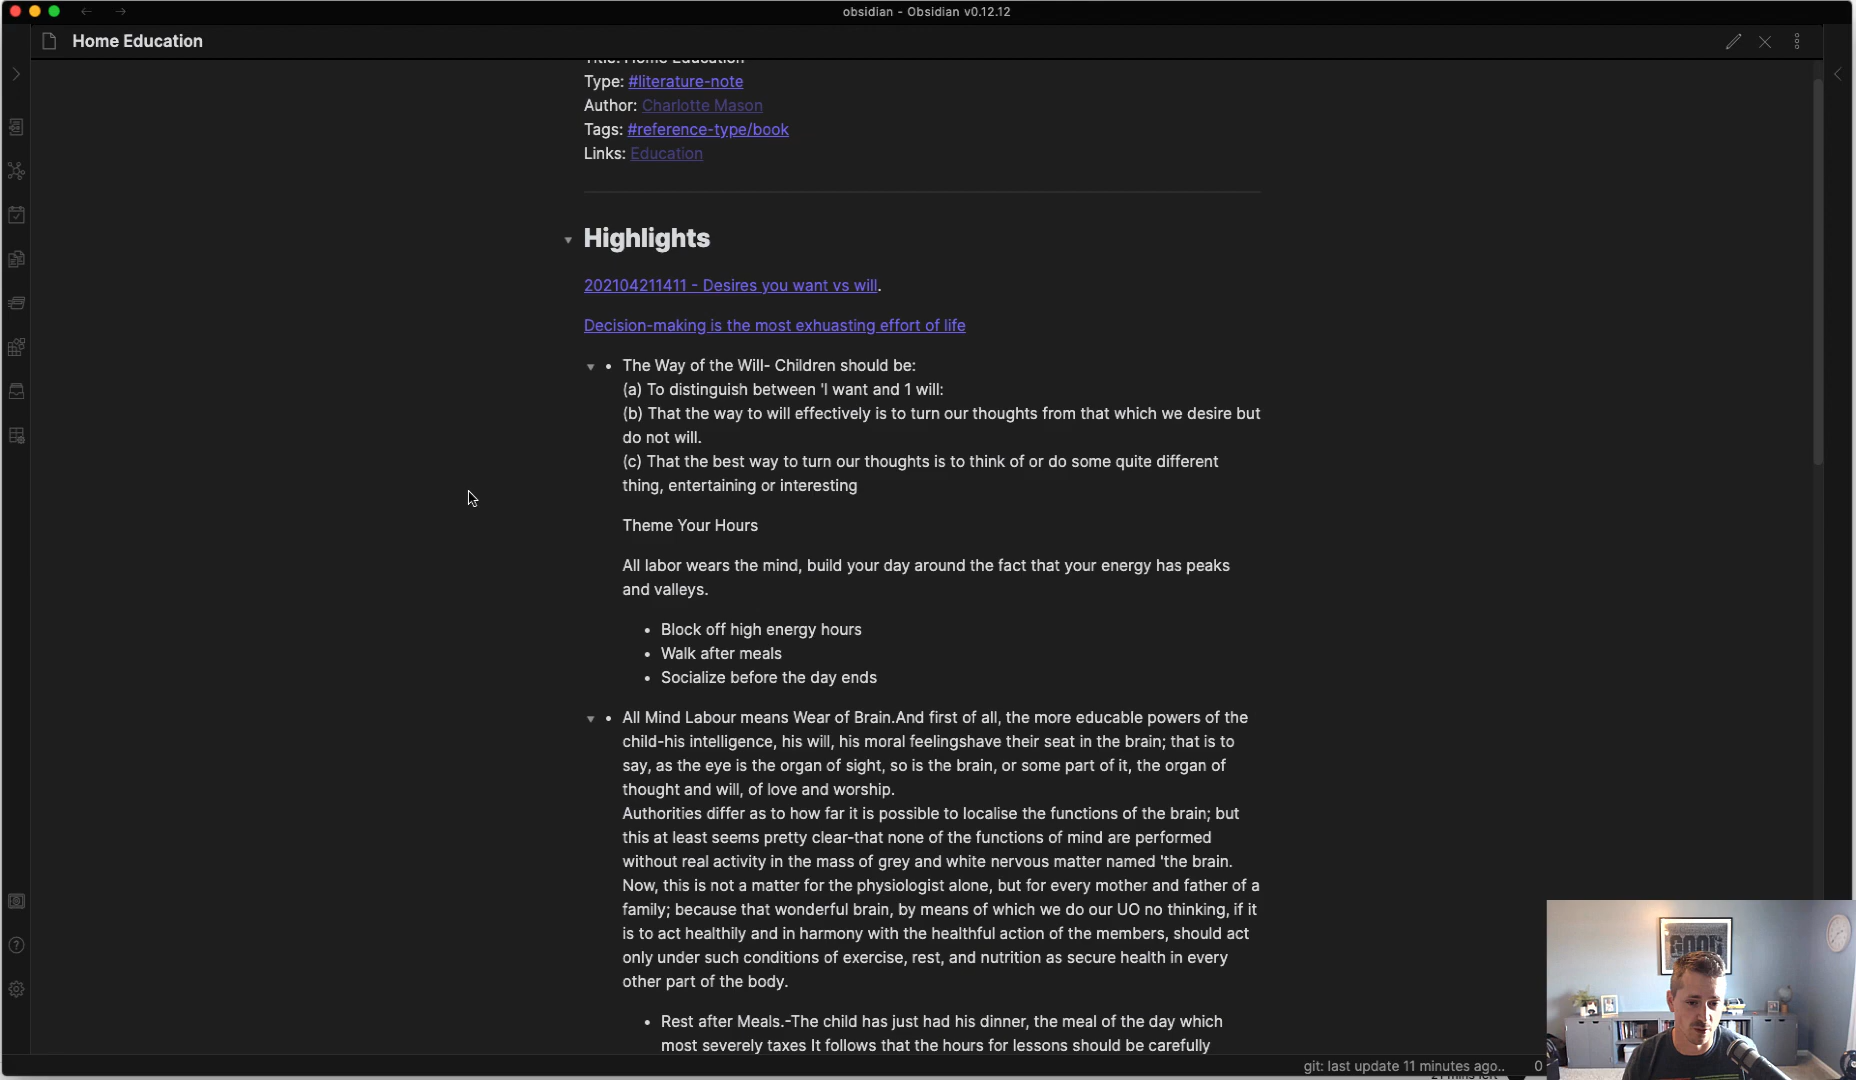 obsidian - Obsidian v0.12.12
Home Education
Title: Home Education
Type: #literature-note
Author: Charlotte Mason
Tags: #reference-type/book
Links: Education
Highlights
202104211411 - Desires you want vs will.
Decision-making is the most exhuasting effort of life
• The Way of the Will- Children should be:
(a) To distinguish between 'I want and 1 will:
(b) That the way to will effectively is to turn our thoughts from that which we desire but
do not will.
(c) That the best way to turn our thoughts is to think of or do some quite different
thing, entertaining or interesting
Theme Your Hours
All labor wears the mind, build your day around the fact that your energy has peaks
and valleys.
• Block off high energy hours
• Walk after meals
• Socialize before the day ends
• All Mind Labour means Wear of Brain.And first of all, the more educable powers of the
child-his intelligence, his will, his moral feelingshave their seat in the brain; that is to
say, as the eye is the organ of sight, so is the brain, or some part of it, the organ of
thought and will, of love and worship.
Authorities differ as to how far it is possible to localise the functions of the brain; but
this at least seems pretty clear-that none of the functions of mind are performed
without real activity in the mass of grey and white nervous matter named 'the brain.
Now, this is not a matter for the physiologist alone, but for every mother and father of a
family; because that wonderful brain, by means of which we do our UO no thinking, if it
is to act healthily and in harmony with the healthful action of the members, should act
only under such conditions of exercise, rest, and nutrition as secure health in every
other part of the body.
• Rest after Meals.-The child has just had his dinner, the meal of the day which
most severely taxes It follows that the hours for lessons should be carefully
git: last update 11 minutes ago.. 0
GOOD